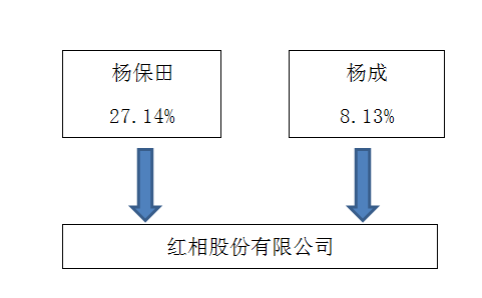 杨保田
27.14%
杨成
8.13%
红相股份有限公司